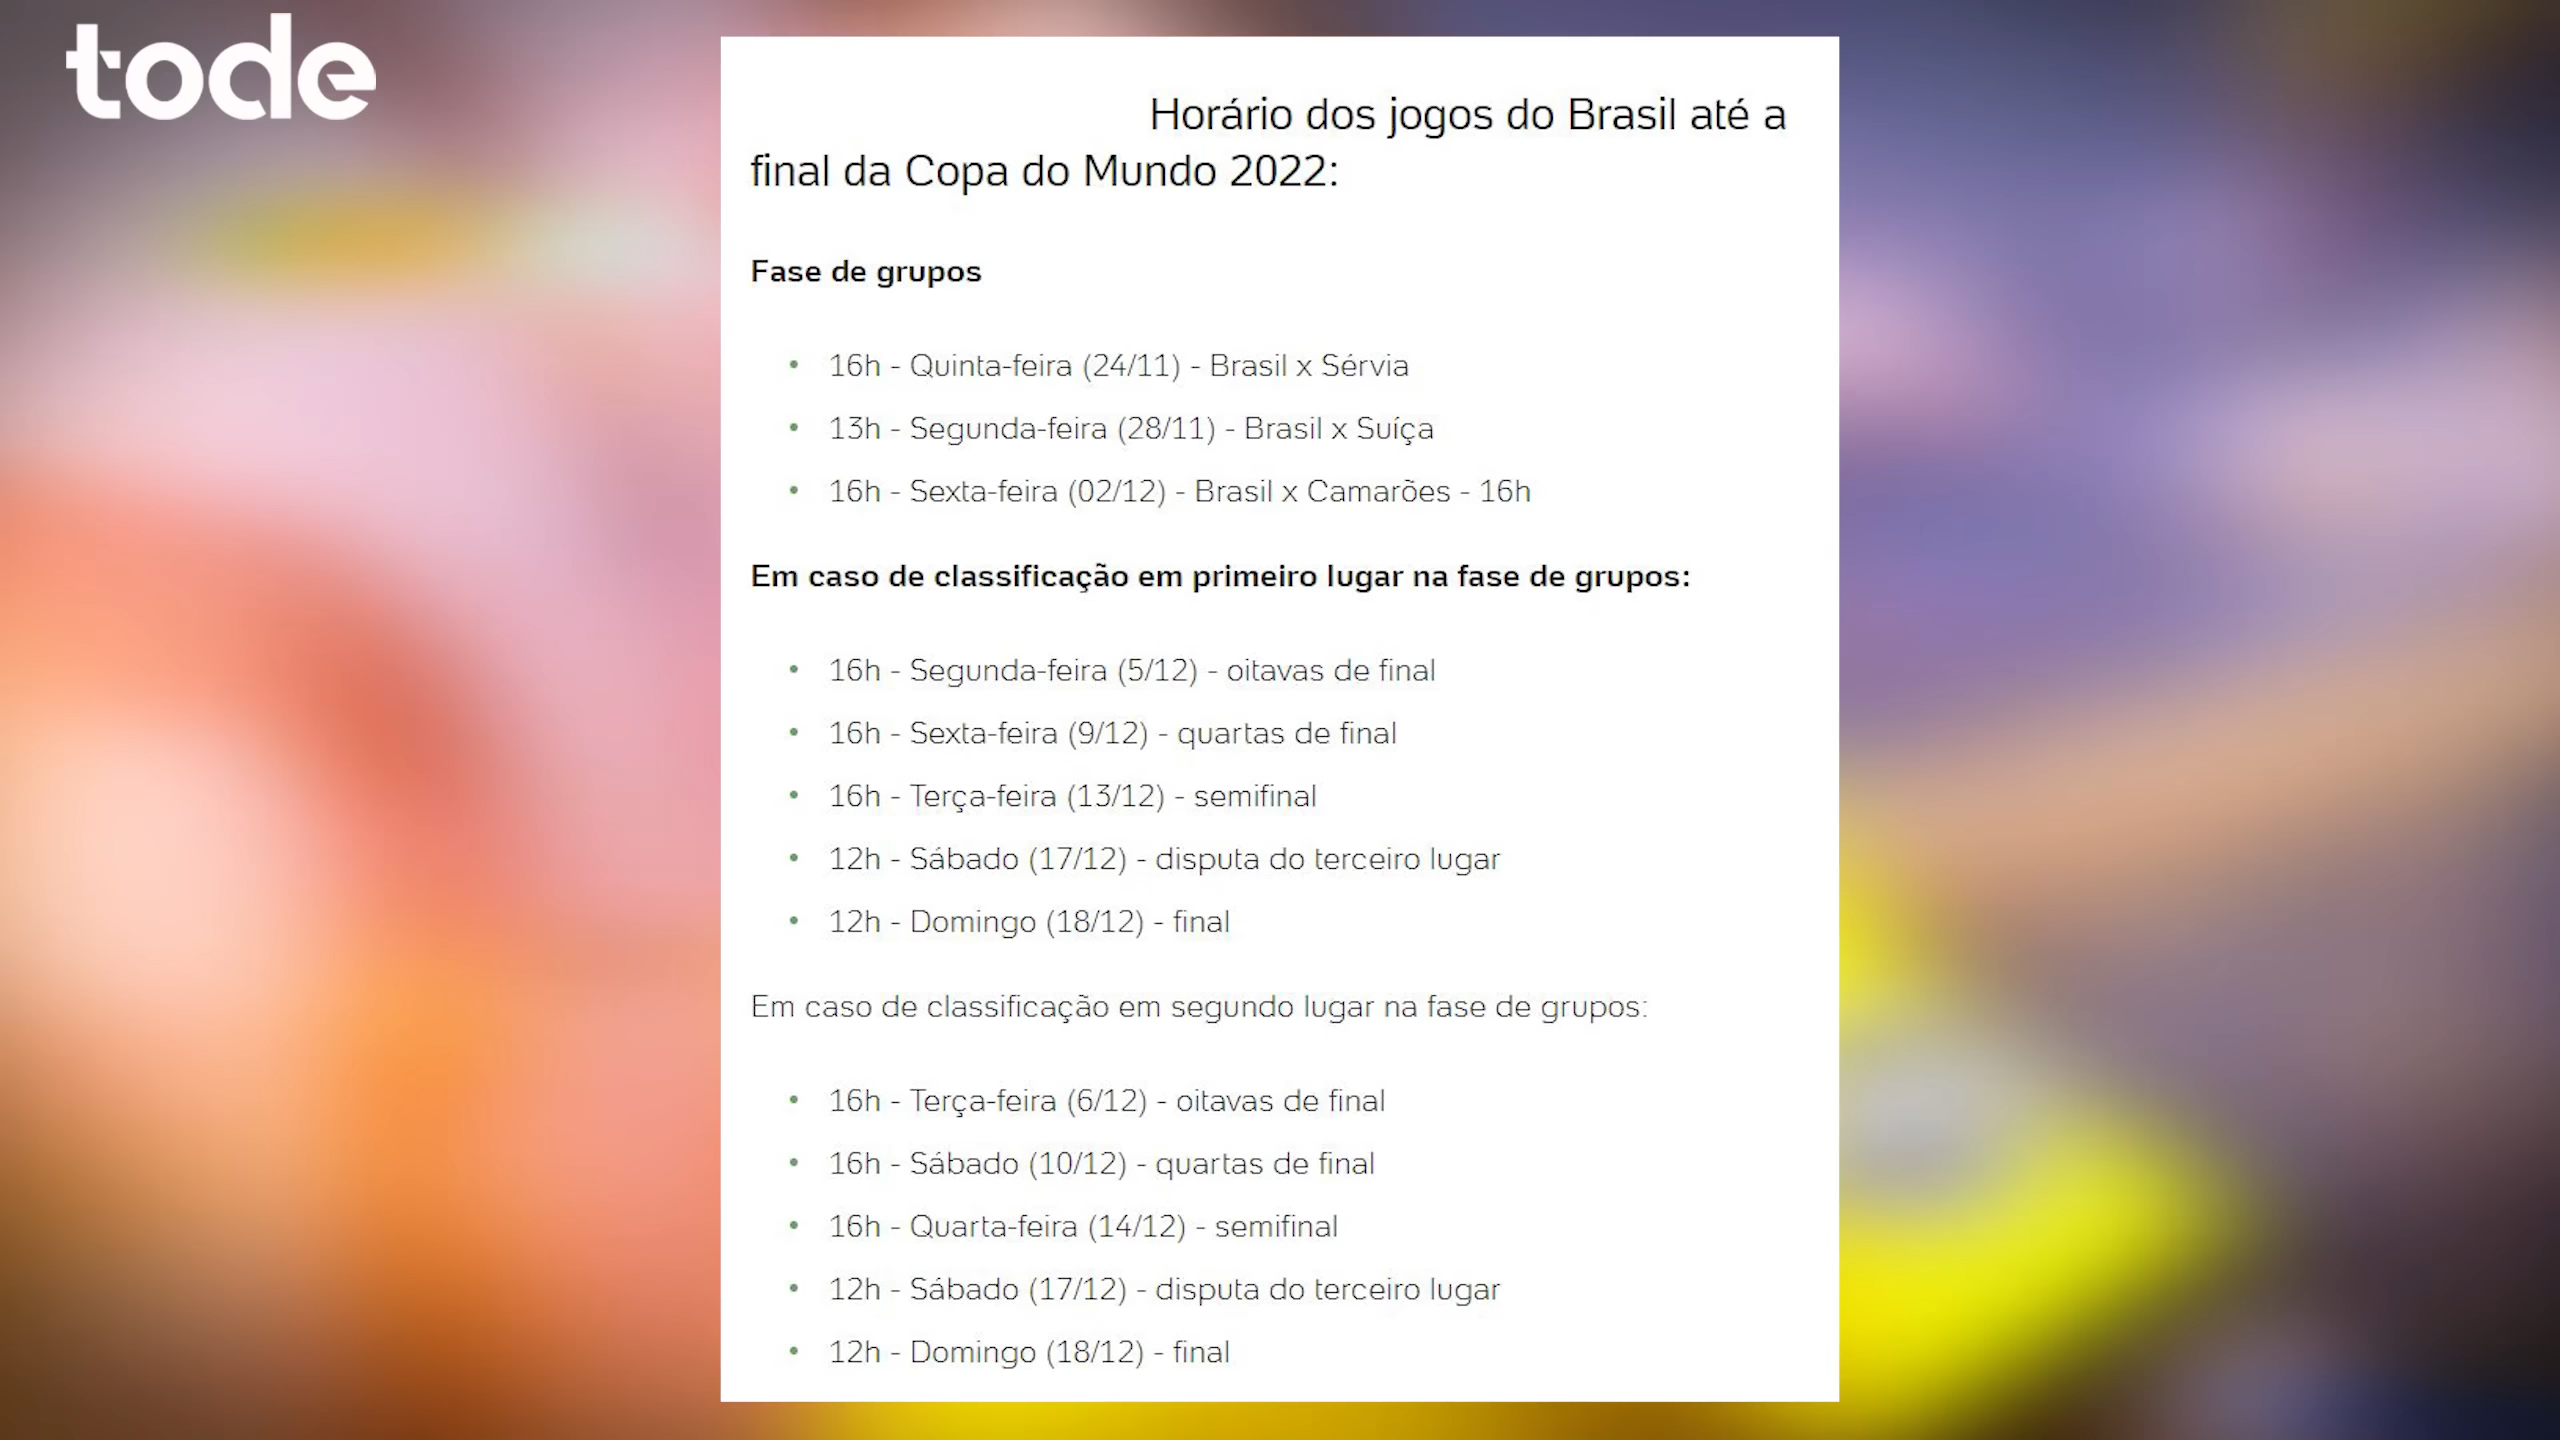 tode
Horário dos jogos do Brasil até a
final da Copa do Mundo 2022:
Fase de grupos
• 16h - Quinta-feira (24/11) - Brasil x Sérvia
• 13h - Segunda-feira (28/11) - Brasil x Suíça
• 16h - Sexta-feira (02/12) - Brasil x Camarões - 16h
Em caso de classificação em primeiro lugar na fase de grupos:
• 16h - Segunda-feira (5/12) - oitavas de final
• 16h - Sexta-feira (9/12) - quartas de final
• 16h - Terça-feira (13/12) - semifinal
• 12h - Sábado (17/12) - disputa do terceiro lugar
• 12h - Domingo (18/12) - final
Em caso de classificação em segundo lugar na fase de grupos:
• 16h - Terça-feira (6/12) - oitavas de final
• 16h - Sábado (10/12) - quartas de final
• 16h - Quarta-feira (14/12) - semifinal
• 12h - Sábado (17/12) - disputa do terceiro lugar
• 12h - Domingo (18/12) - final